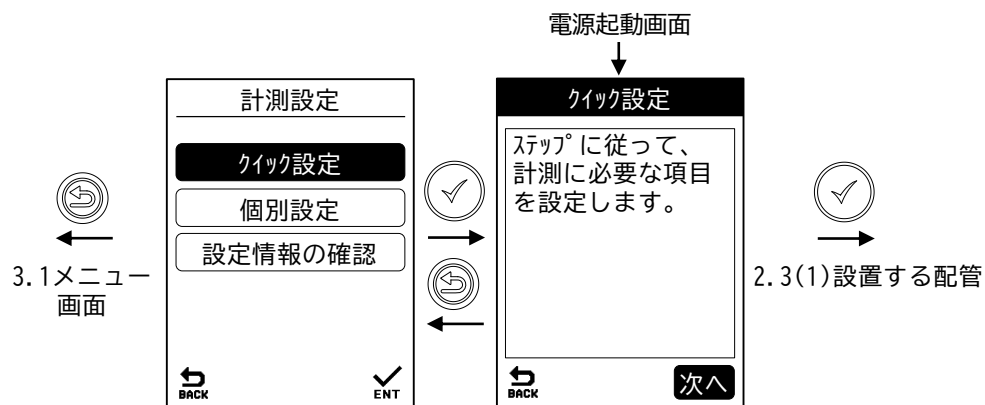 電源起動画面
計測設定
クイック設定
個別設定
設定情報の確認
BACK
ENT
3.1メニュー
画面
クイック設定
ステップに従って、
計測に必要な項目
を設定します。
BACK
次へ
2.3(1)設置する配管